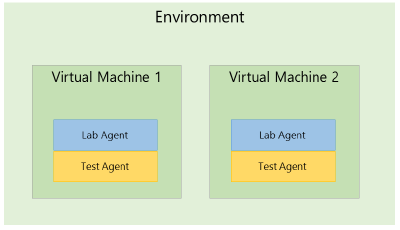 Environment
Virtual Machine 1
Virtual Machine 2
Lab Agent
Test Agent
Lab Agent
Test Agent